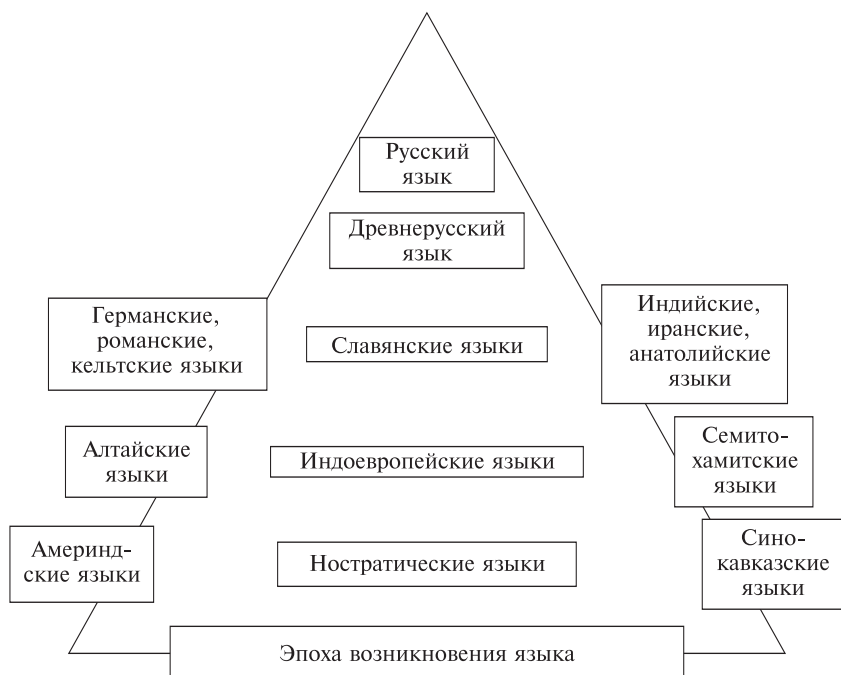 Русский
язык
Древнерусский
язык
Германские,
романские,
кельтские языки
Славянские языки
Индийские,
иранские,
анатолийские
языки
Алтайские
языки
Индоевропейские языки
Семито-
хамитские
языки
Америнд-
ские языки
Ностратические языки
Сино-
кавказские
языки
Эпоха возникновения языка